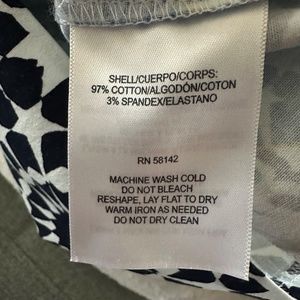 SHELL/CUERPO/CORPS:
97% COTTON/ALGODÓN/COTON
3% SPANDEX/ELASTANO
RN 58142
MACHINE WASH COLD
DO NOT BLEACH
RESHAPE, LAY FLAT TO DRY
WARM IRON AS NEEDED
DO NOT DRY CLEAN